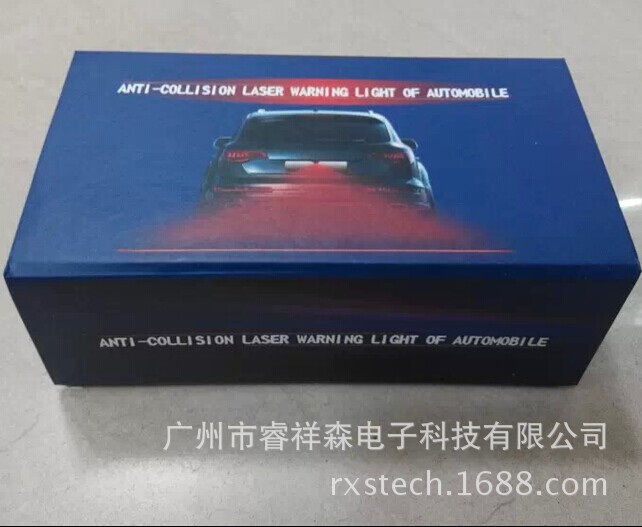 ANTI-COLLISION LASER WARNING LIGHT OF AUTOMOBILE
ANTI-COLLISION LASER WARNING LIGHT OF AUTOMOBILE
广州市睿祥森电子科技有限公司
rxstech.1688.com